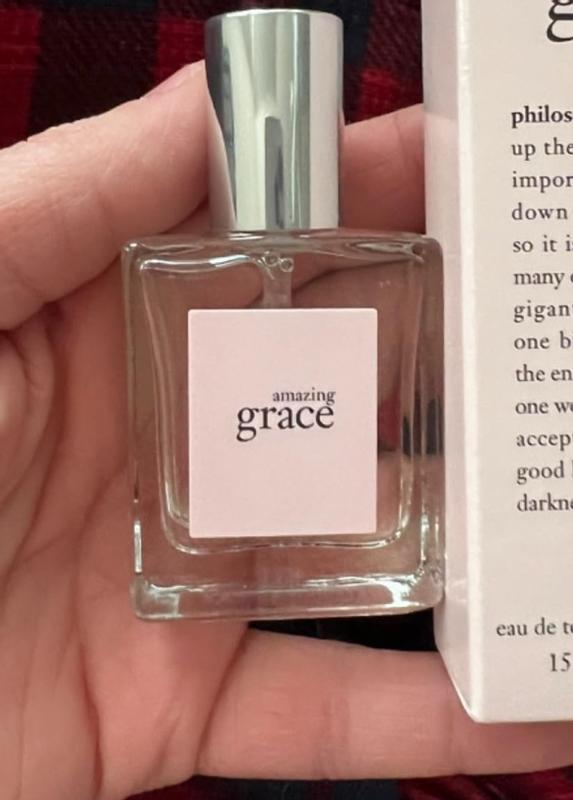 amazing
grace
g
philos
up the
impor
down
so it i
many
gigan
one b
the en
one w
accep
good
darkn
eau de t
15